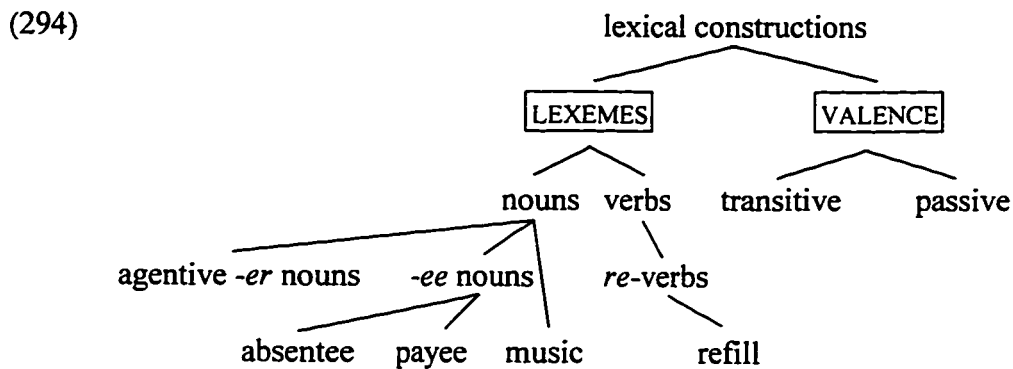 (294) lexical constructions
LEXEMES VALENCE
nouns verbs transitive passive
agentive -er nouns -ee nouns re-verbs
absentee payee music refill